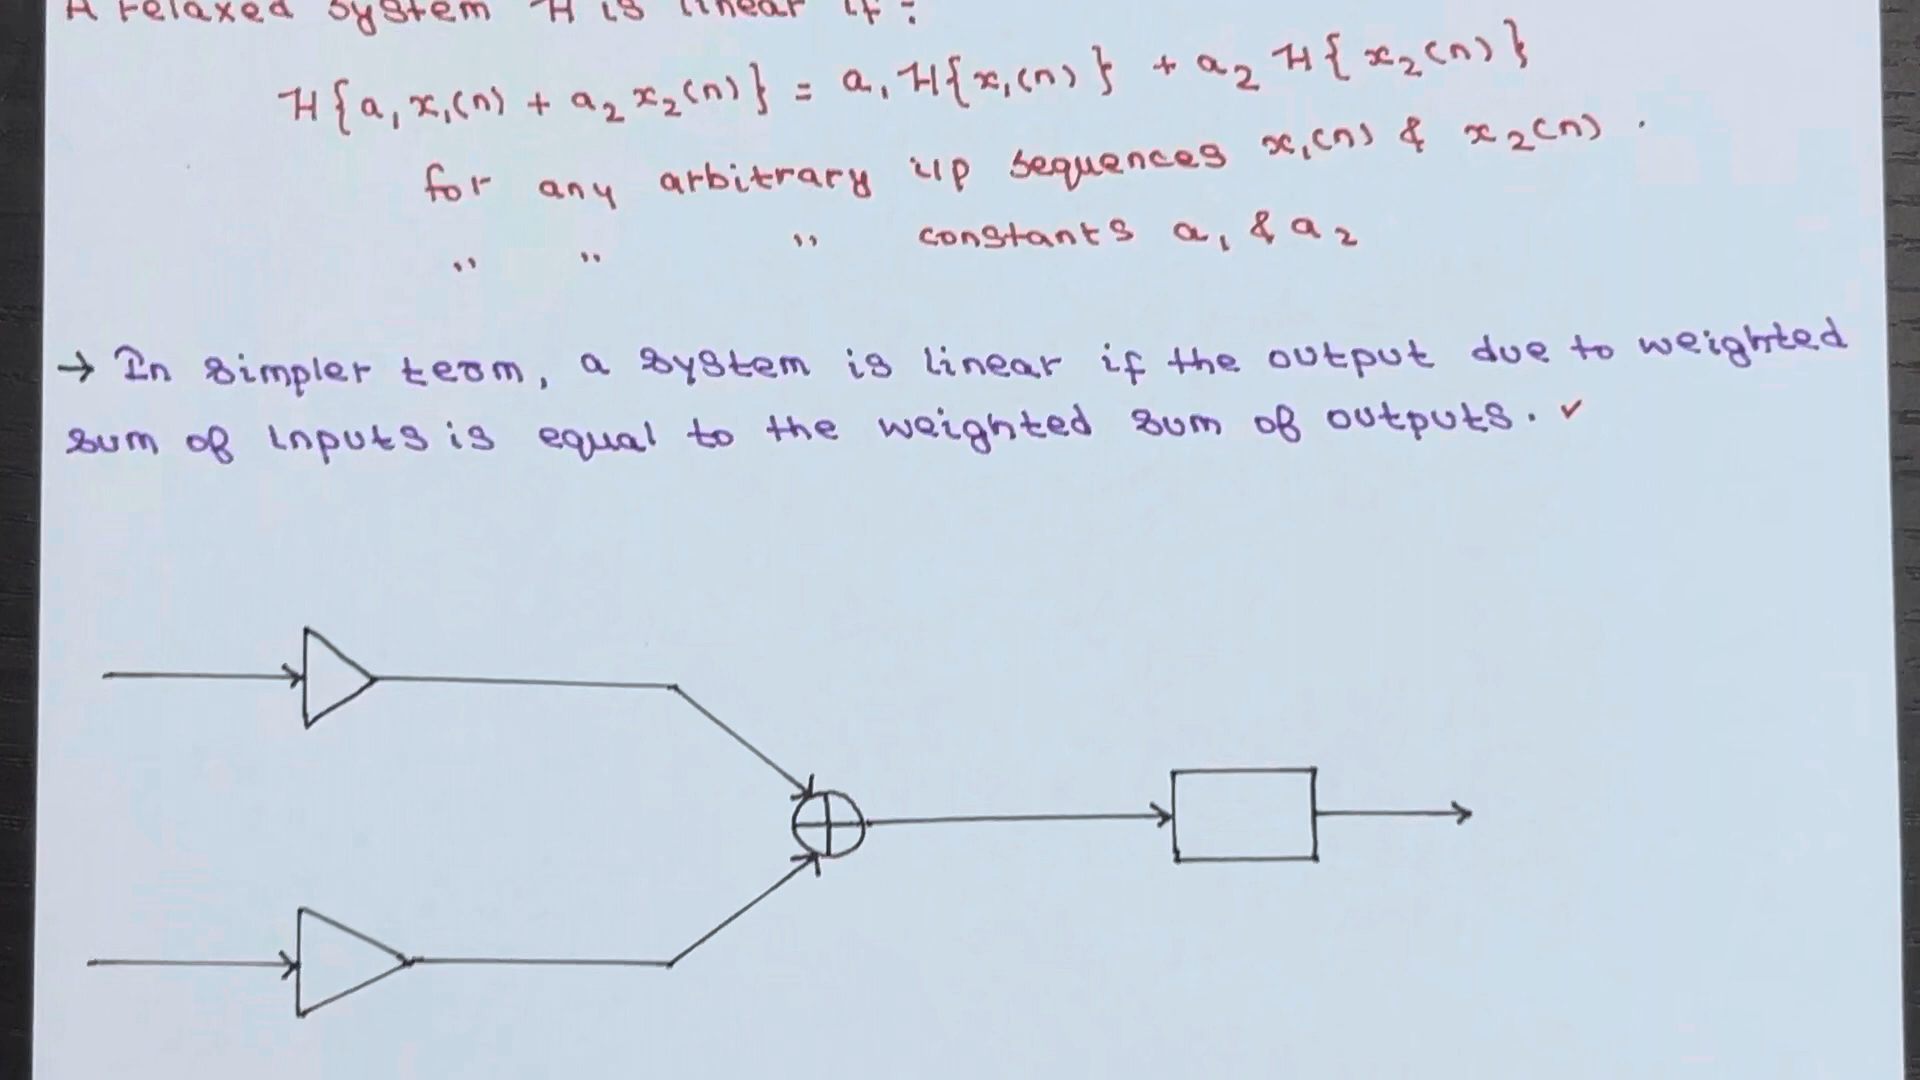 A relaxed system H is linear if :
H{a₁x₁(n) + a₂x₂(n)} = a₁H{x₁(n)} + a₂H{x₂(n)}
for any arbitrary i/p sequences x₁(n) & x₂(n) .
" " " constants a₁ & a₂
→ In simpler term, a system is linear if the output due to weighted
sum of inputs is equal to the weighted sum of outputs. ✓